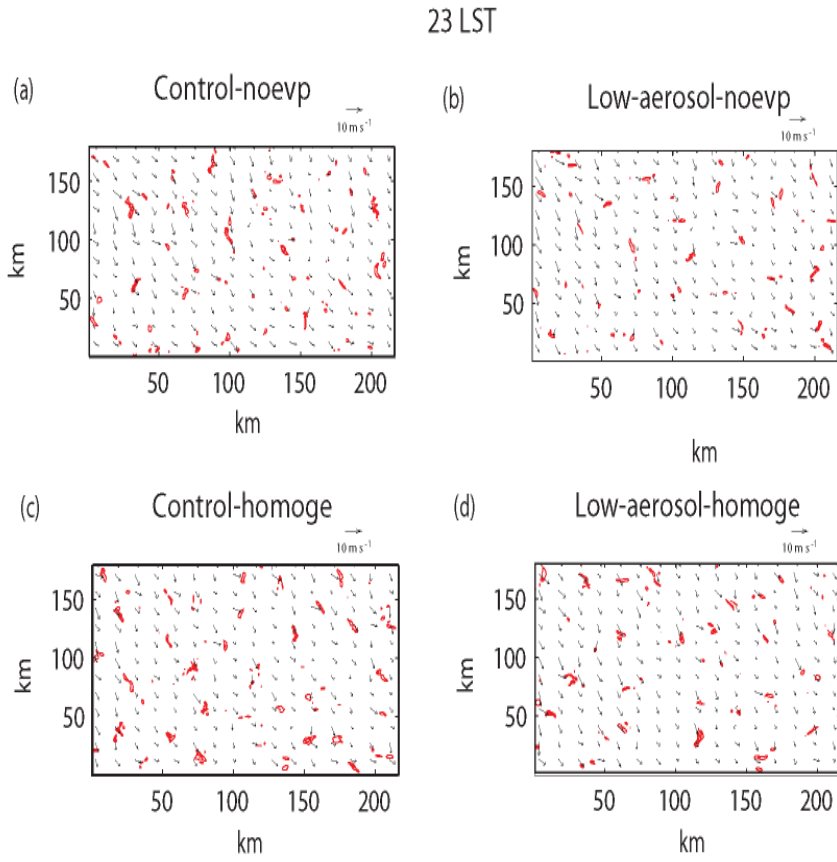 23 LST
(a) Control-noevp
10 m s⁻¹
(b) Low-aerosol-noevp
10 m s⁻¹
150
100
50
km
50 100 150 200
km
150
100
50
km
50 100 150 200
km
(c) Control-homoge
10 m s⁻¹
(d) Low-aerosol-homoge
10 m s⁻¹
150
100
50
km
50 100 150 200
km
150
100
50
km
50 100 150 200
km